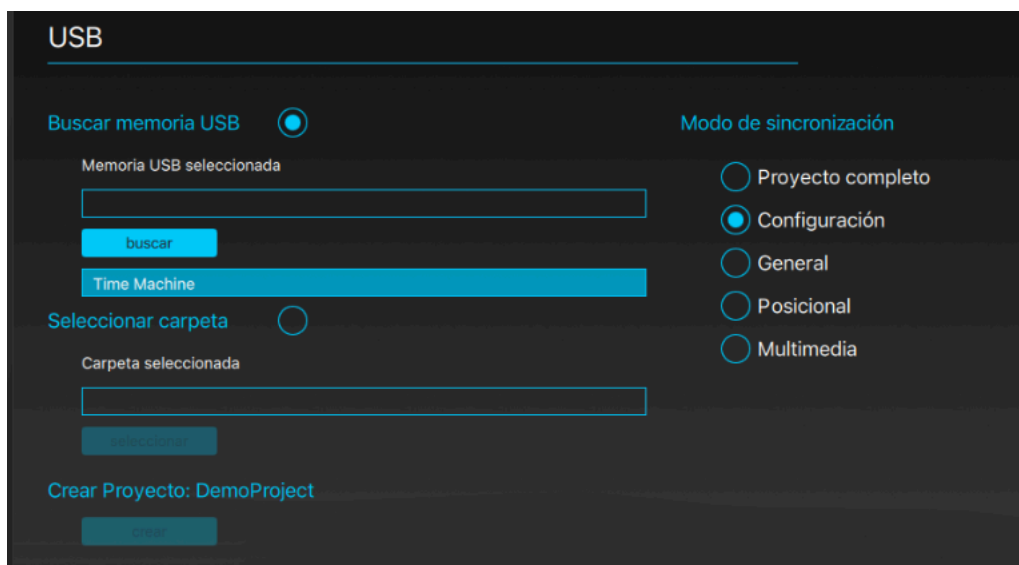 USB
Buscar memoria USB
Memoria USB seleccionada
buscar
Time Machine
Seleccionar carpeta
Carpeta seleccionada
seleccionar
Crear Proyecto: DemoProject
crear
Modo de sincronización
Proyecto completo
Configuración
General
Posicional
Multimedia